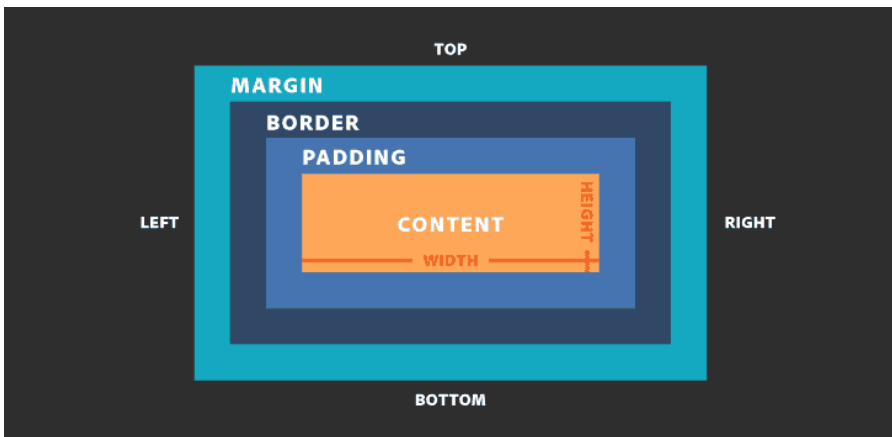 TOP
MARGIN
BORDER
PADDING
HEIGHT
LEFT
CONTENT
RIGHT
WIDTH
BOTTOM